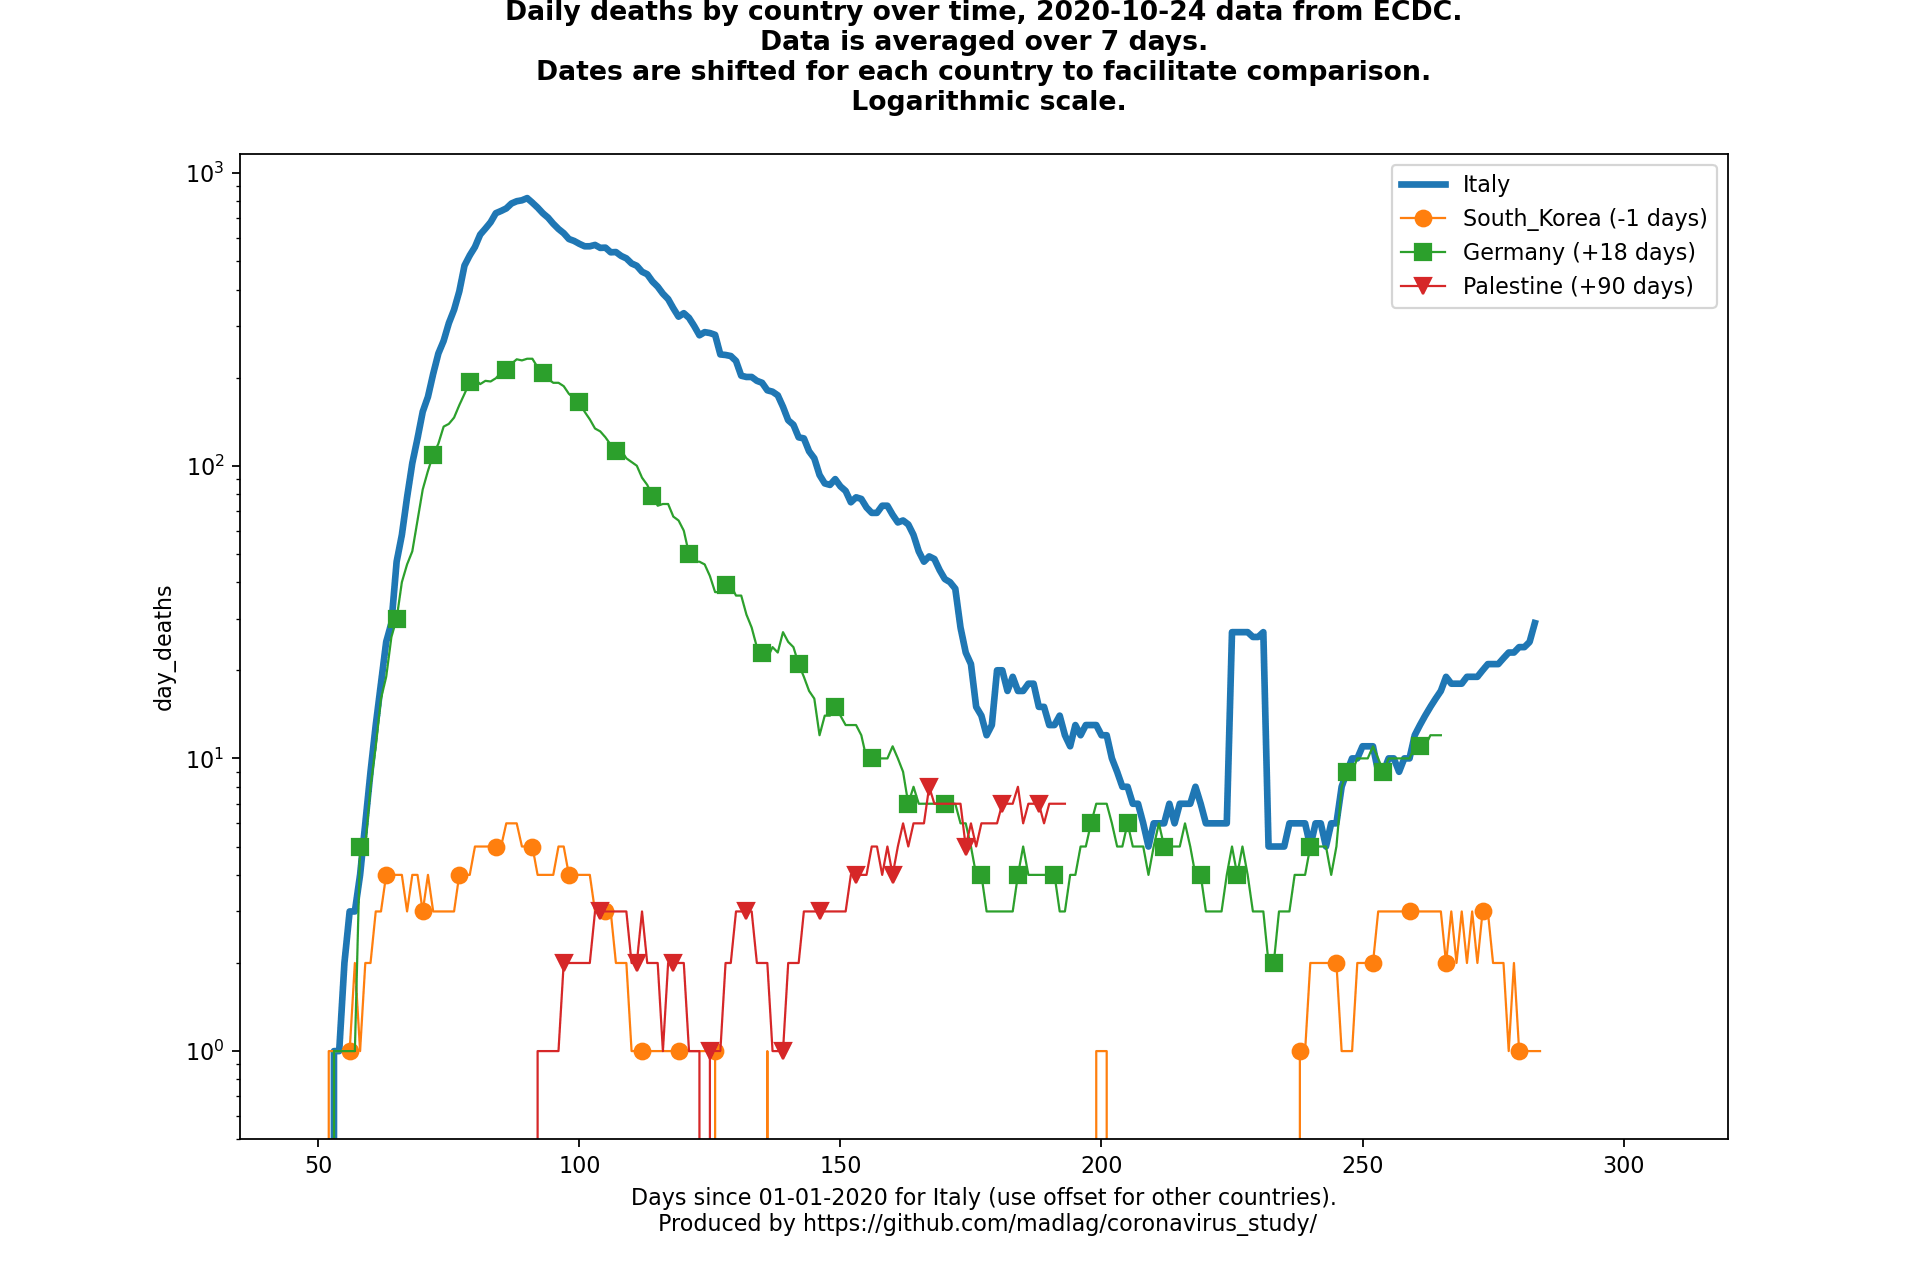 Daily deaths by country over time, 2020-10-24 data from ECDC.
Data is averaged over 7 days.
Dates are shifted for each country to facilitate comparison.
Logarithmic scale.
10³
10²
10¹
10⁰
day_deaths
Italy
South_Korea (-1 days)
Germany (+18 days)
Palestine (+90 days)
50 100 150 200 250 300
Days since 01-01-2020 for Italy (use offset for other countries).
Produced by https://github.com/madlag/coronavirus_study/